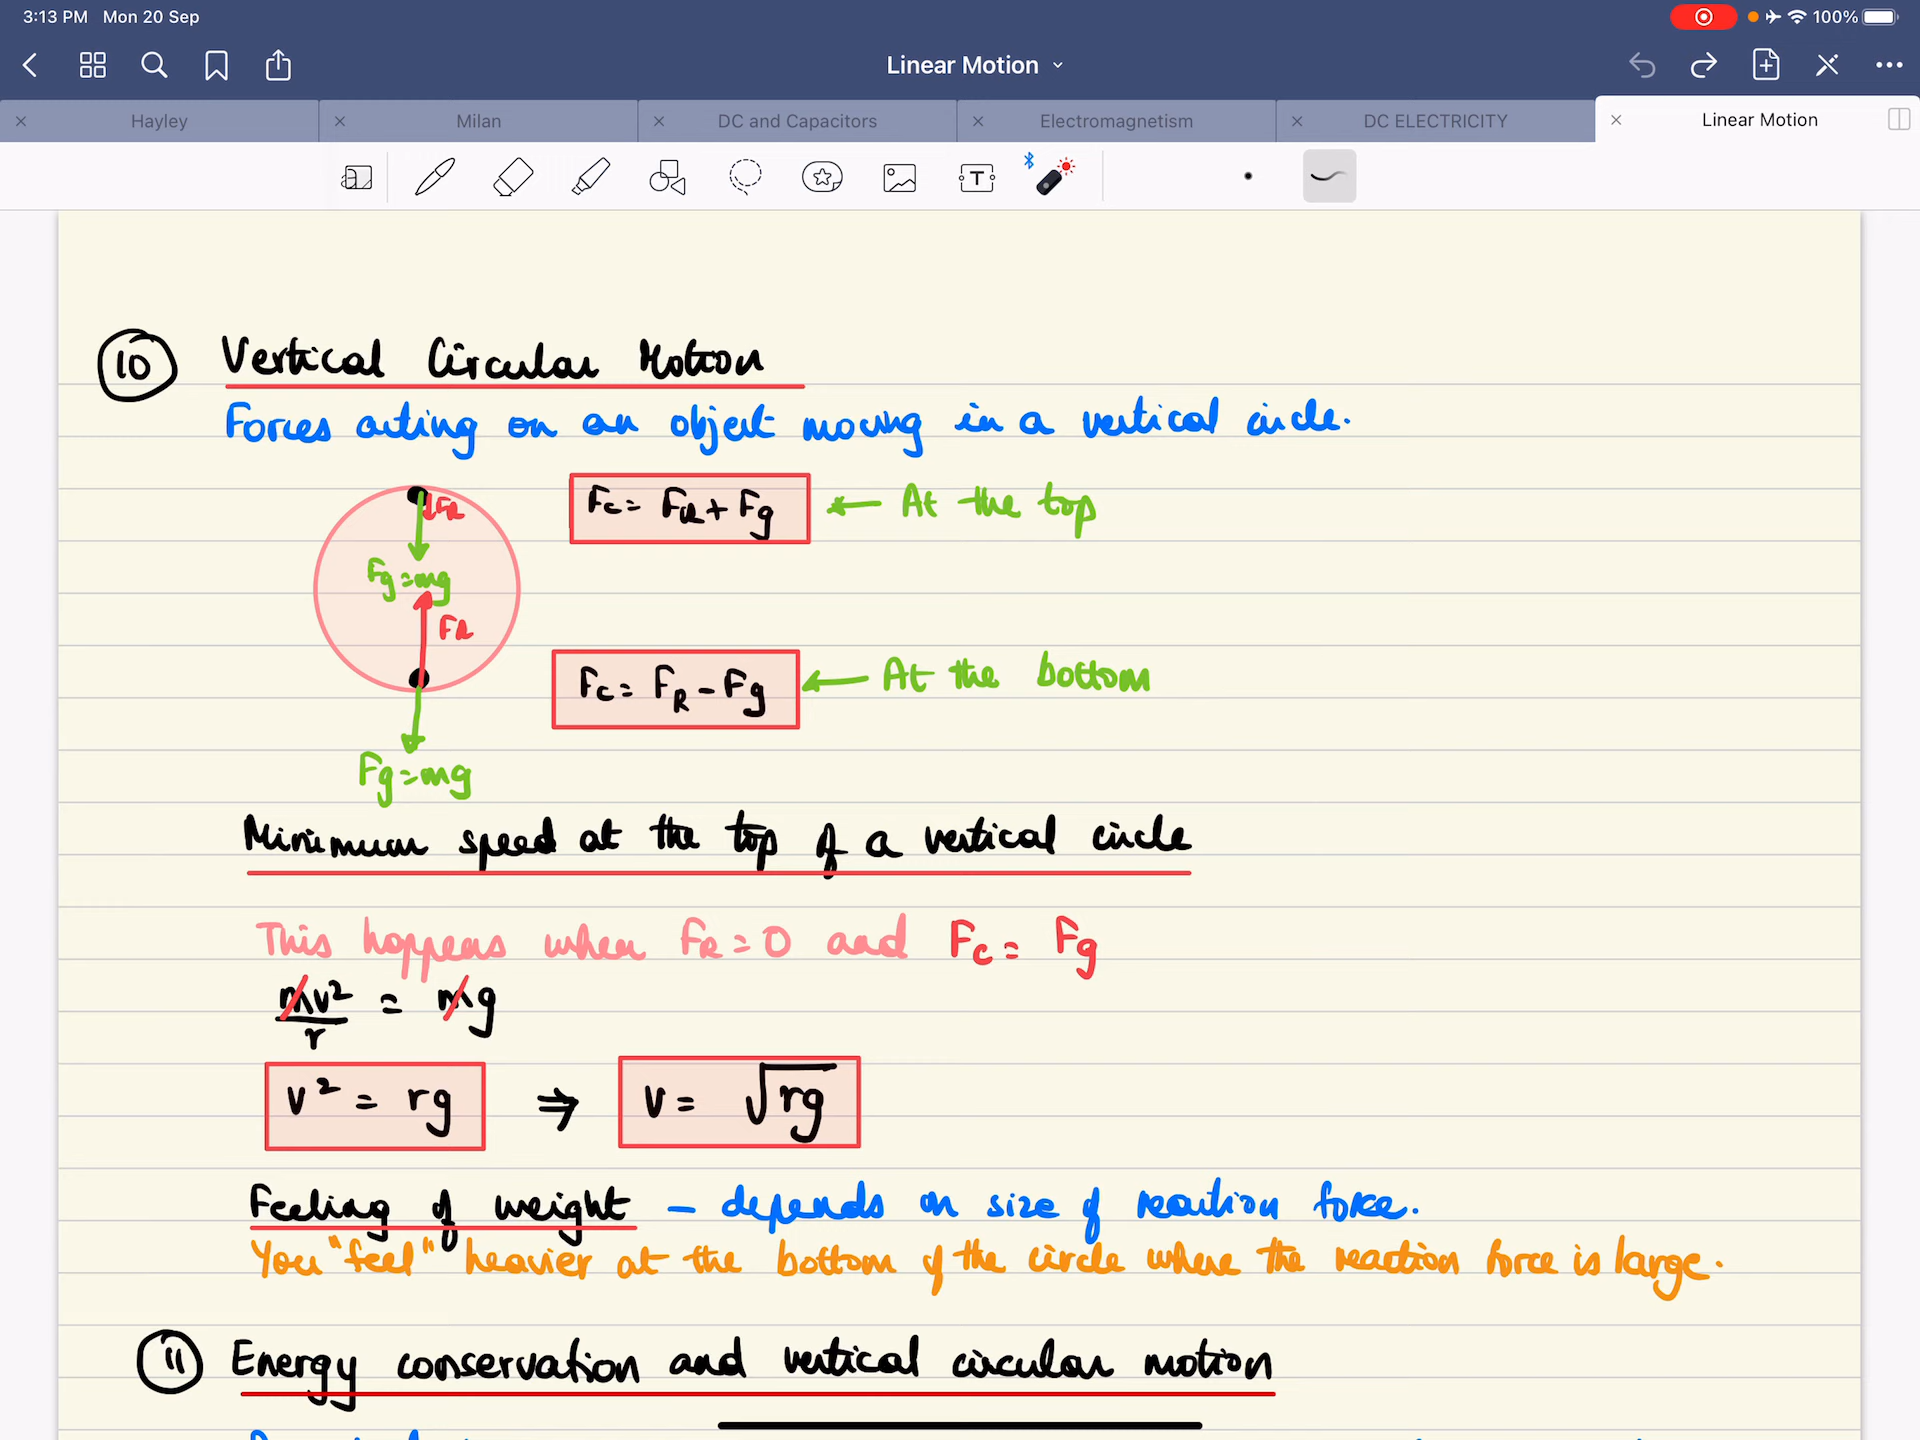 3:13 PM Mon 20 Sep
100%
Linear Motion
Hayley
Milan
DC and Capacitors
Electromagnetism
DC ELECTRICITY
Linear Motion
10 Vertical Circular Motion
Forces acting on an object moving in a vertical circle.
FR
Fg=mg
Fc= FR+Fg ← At the top
FR
Fc= FR-Fg ← At the bottom
Fg=mg
Minimum speed at the top of a vertical circle
This happens when FR=0 and Fc= Fg
mv²/r = mg
v² = rg ⇒ v= √rg
Feeling of weight - depends on size of reaction force.
You "feel" heavier at the bottom of the circle where the reaction force is large.
11 Energy conservation and vertical circular motion